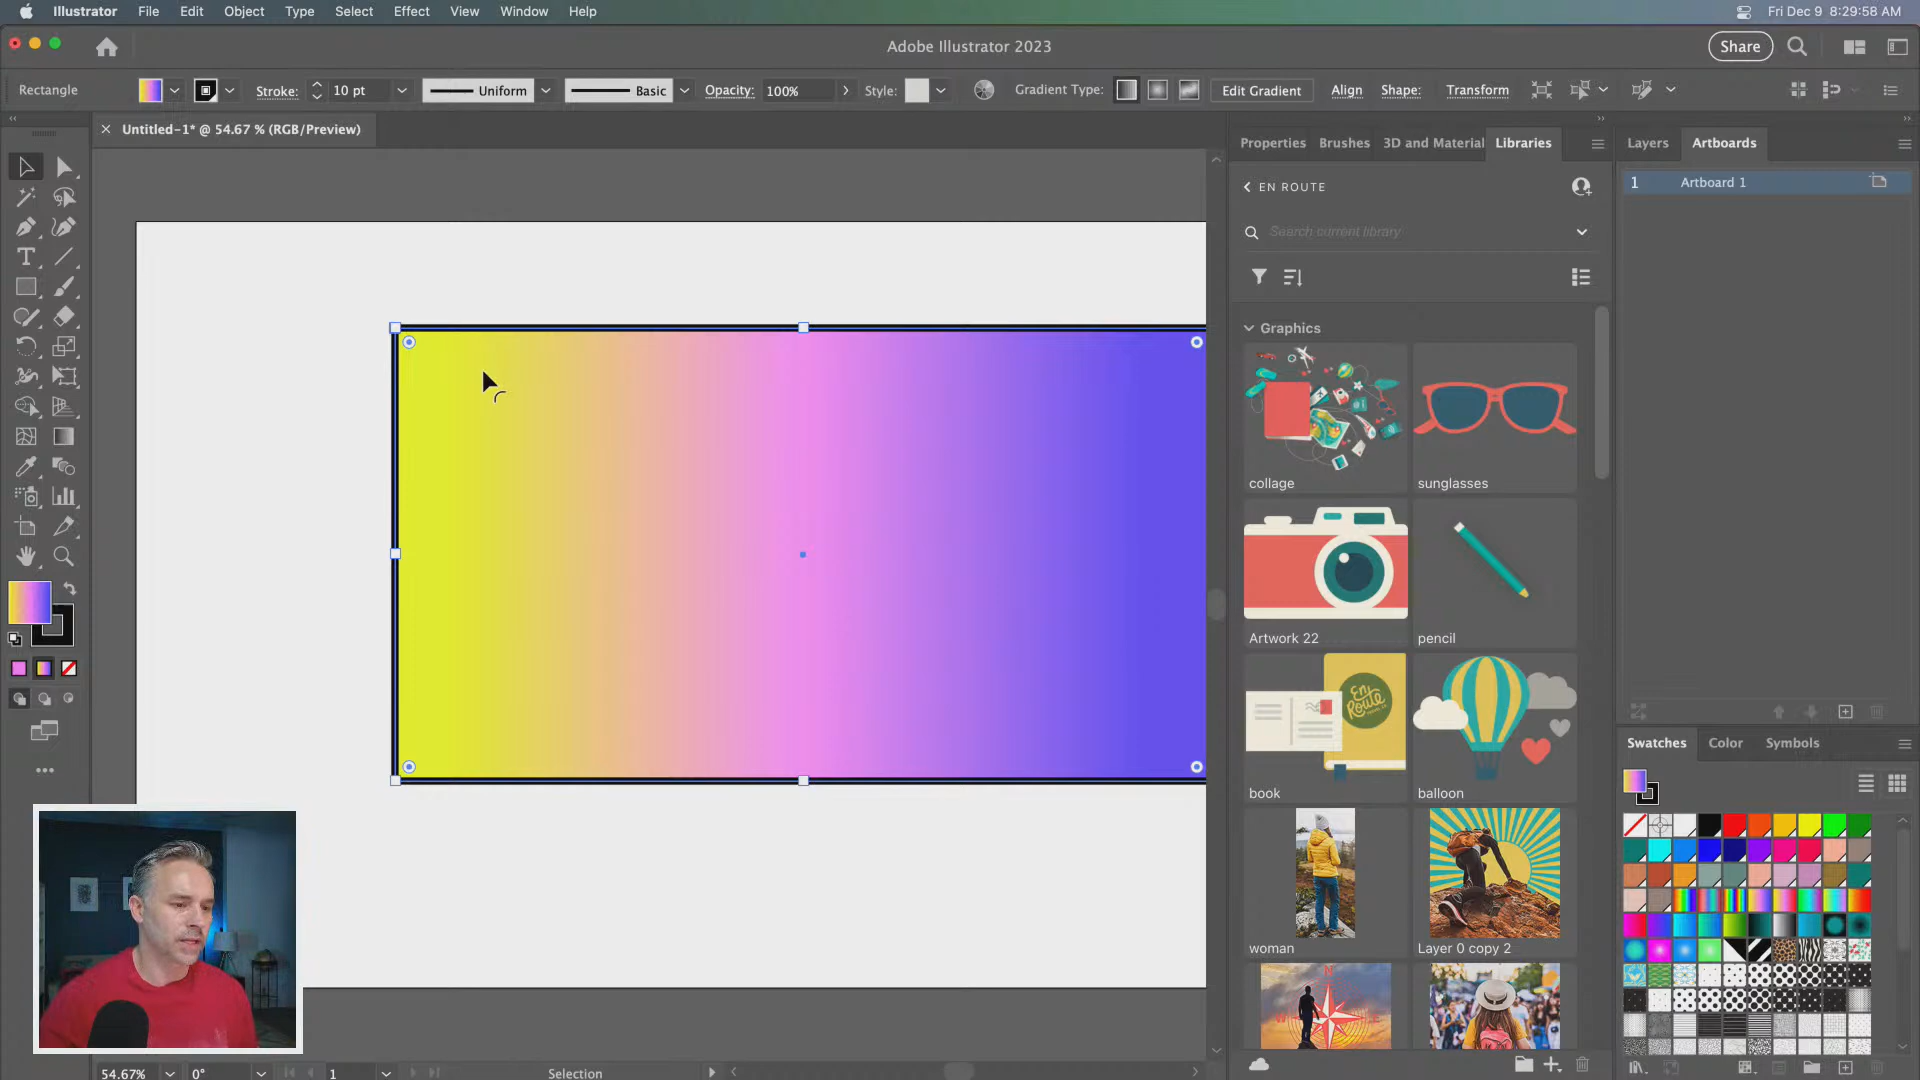 Illustrator File Edit Object Type Select Effect View Window Help
Fri Dec 9 8:29:58 AM
Adobe Illustrator 2023
Share
Rectangle
Stroke: 10 pt
Uniform
Basic
Opacity: 100%
Style:
Gradient Type:
Edit Gradient
Align
Shape:
Transform
Untitled-1* @ 54.67 % (RGB/Preview)
Properties Brushes 3D and Material Libraries
Layers Artboards
EN ROUTE
1 Artboard 1
Search current library
Graphics
collage sunglasses
Artwork 22 pencil
En
Route
book balloon
Swatches Color Symbols
woman Layer 0 copy 2
54.67% 0° 1 Selection